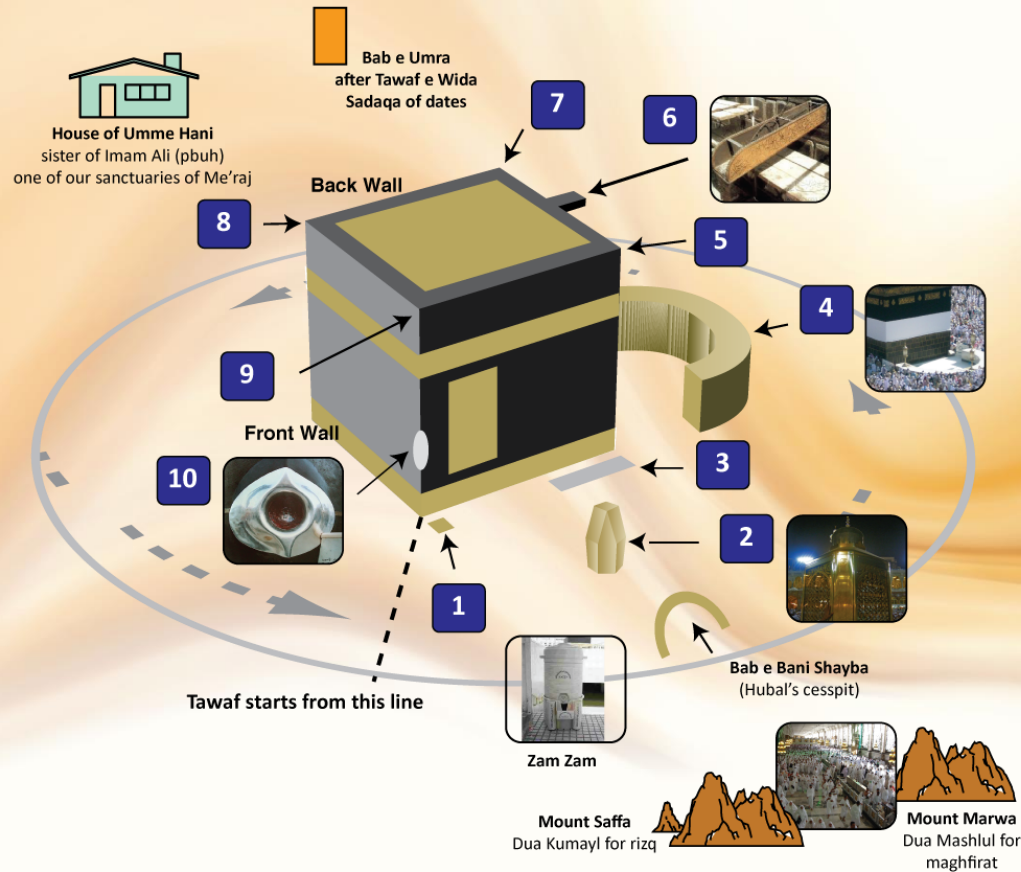 Bab e Umra
after Tawaf e Wida
Sadaqa of dates
House of Umme Hani
sister of Imam Ali (pbuh)
one of our sanctuaries of Me'raj
7
6
Back Wall
8
5
4
9
Front Wall
10
3
2
1
Bab e Bani Shayba
(Hubal's cesspit)
Tawaf starts from this line
Zam Zam
Mount Saffa
Dua Kumayl for rizq
Mount Marwa
Dua Mashlul for
maghfirat